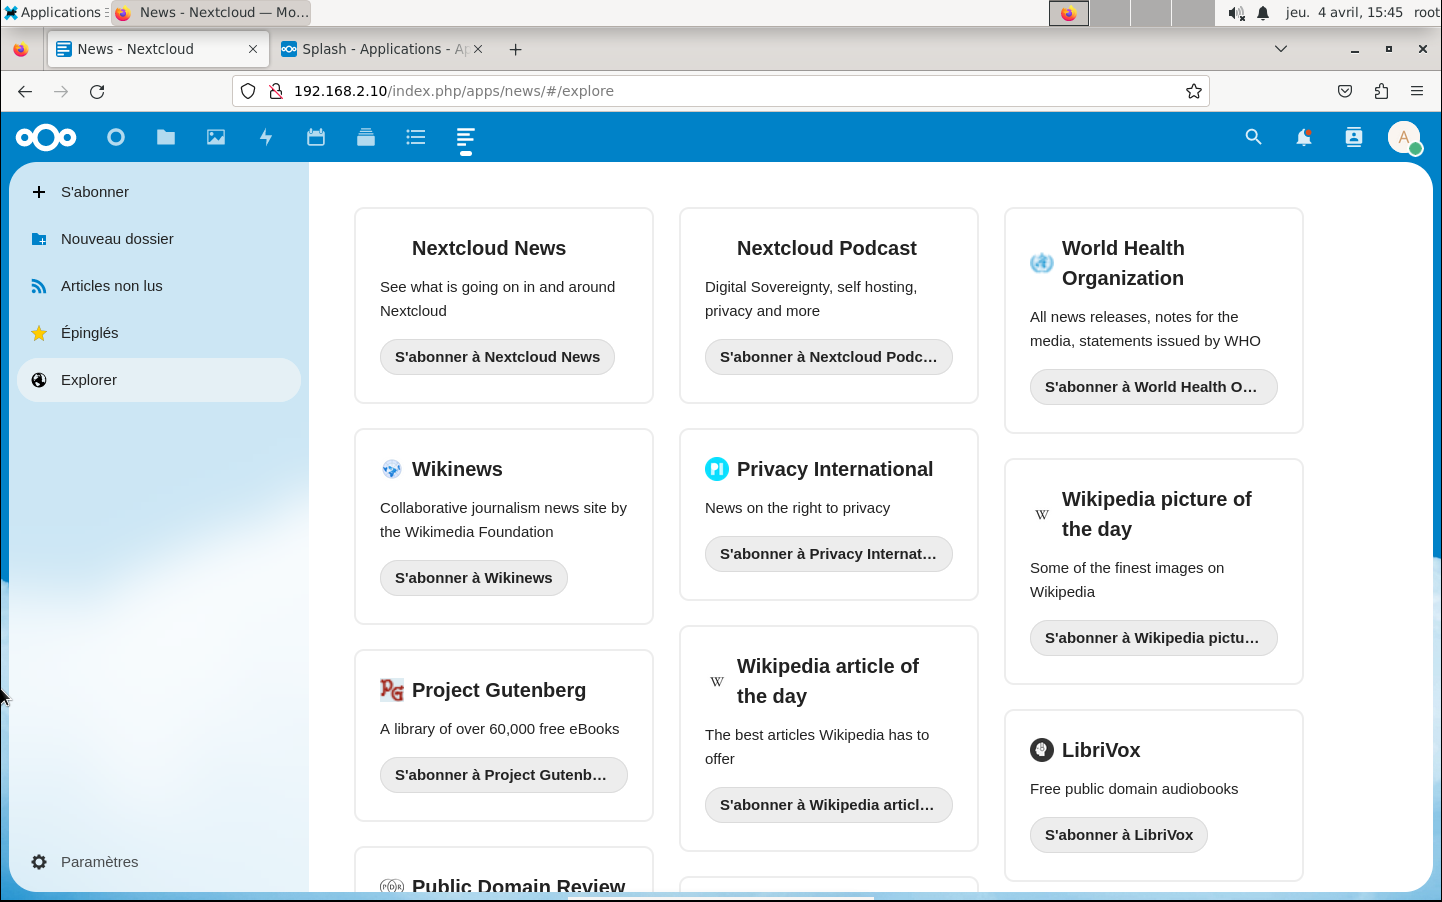 Applications
News - Nextcloud — Mo...
jeu. 4 avril, 15:45
root
News - Nextcloud
Splash - Applications - Ap
192.168.2.10/index.php/apps/news/#/explore
A
S'abonner
Nouveau dossier
Articles non lus
Épinglés
Explorer
Paramètres
Nextcloud News
See what is going on in and around
Nextcloud
S'abonner à Nextcloud News
Nextcloud Podcast
Digital Sovereignty, self hosting,
privacy and more
S'abonner à Nextcloud Podc...
World Health
Organization
All news releases, notes for the
media, statements issued by WHO
S'abonner à World Health O...
Wikinews
Collaborative journalism news site by
the Wikimedia Foundation
S'abonner à Wikinews
PI
Privacy International
News on the right to privacy
S'abonner à Privacy Internat...
W
Wikipedia picture of
the day
Some of the finest images on
Wikipedia
S'abonner à Wikipedia pictu...
PG
Project Gutenberg
A library of over 60,000 free eBooks
S'abonner à Project Gutenb...
W
Wikipedia article of
the day
The best articles Wikipedia has to
offer
S'abonner à Wikipedia articl...
LibriVox
Free public domain audiobooks
S'abonner à LibriVox
PDR
Public Domain Review